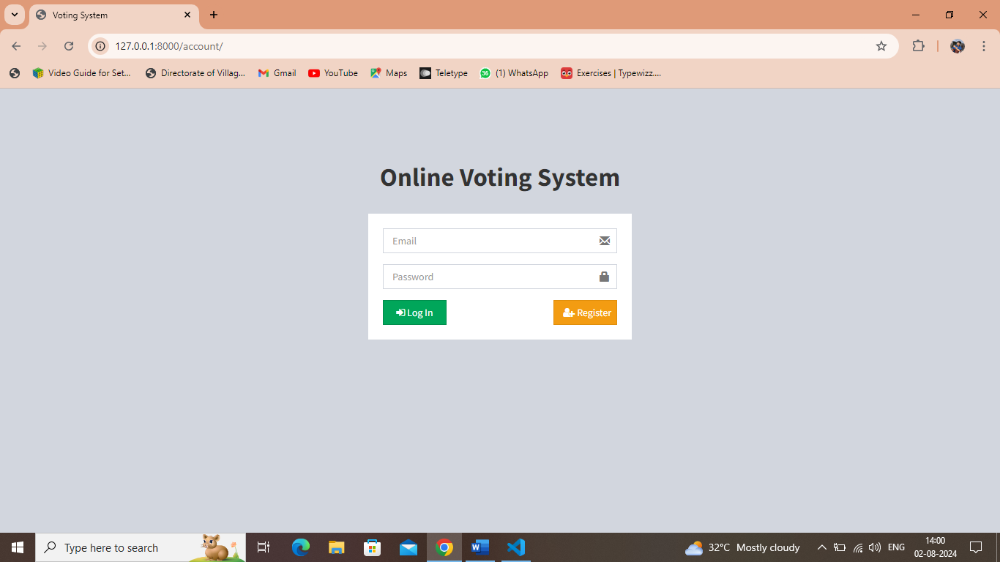 Voting System
127.0.0.1:8000/account/
Video Guide for Set...
Directorate of Villag...
Gmail
YouTube
Maps
Teletype
36
(1) WhatsApp
Exercises | Typewizz....
Online Voting System
Email
Password
Log In
Register
Type here to search
32°C Mostly cloudy
ENG
14:00
02-08-2024